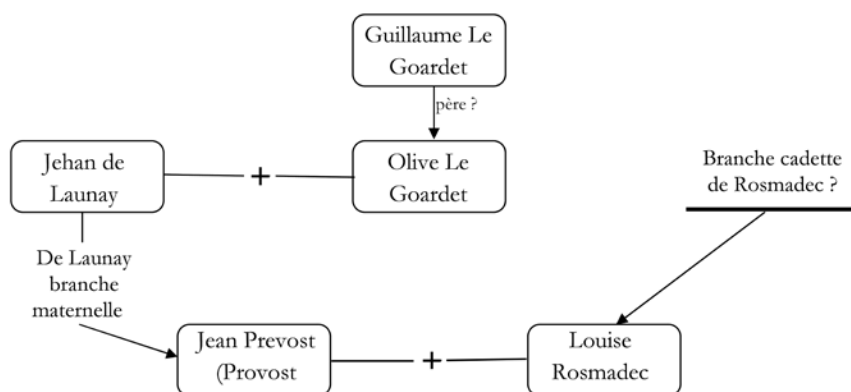 Guillaume Le
Goardet
père ?
Jehan de
Launay
+
Olive Le
Goardet
Branche cadette
de Rosmadec ?
De Launay
branche
maternelle
Jean Prevost
(Provost
+
Louise
Rosmadec